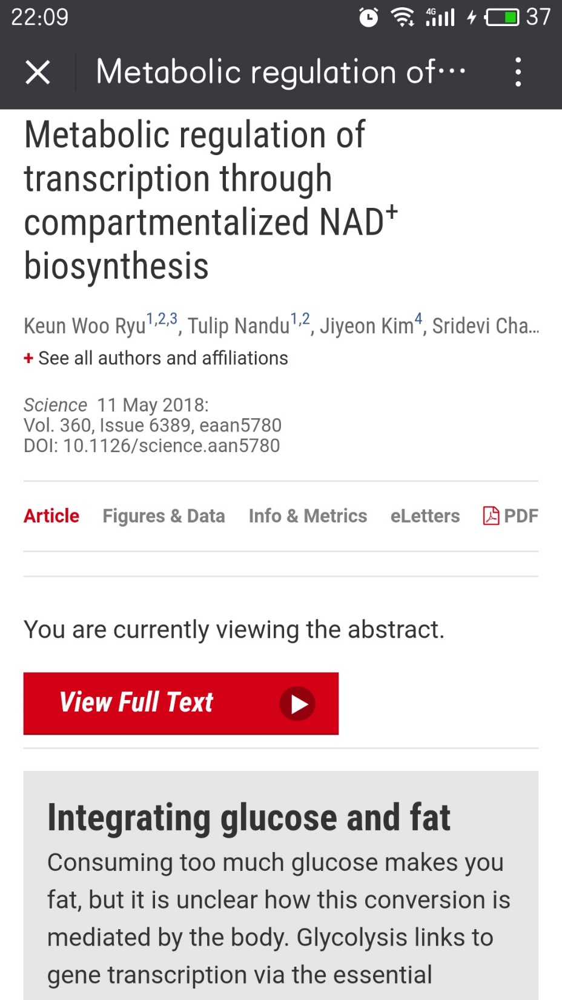 22:09
4G
37
Metabolic regulation of···
Metabolic regulation of
transcription through
compartmentalized NAD⁺
biosynthesis
Keun Woo Ryu¹,²,³, Tulip Nandu¹,², Jiyeon Kim⁴, Sridevi Cha...
+ See all authors and affiliations
Science 11 May 2018:
Vol. 360, Issue 6389, eaan5780
DOI: 10.1126/science.aan5780
Article Figures & Data Info & Metrics eLetters PDF
You are currently viewing the abstract.
View Full Text
Integrating glucose and fat
Consuming too much glucose makes you
fat, but it is unclear how this conversion is
mediated by the body. Glycolysis links to
gene transcription via the essential